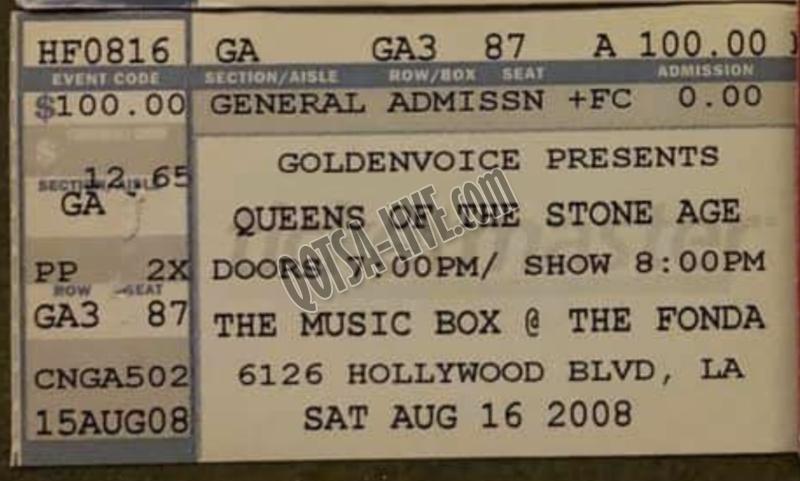 HF0816 GA GA3 87 A 100.00
EVENT CODE SECTION/AISLE ROW/BOX SEAT ADMISSION
$100.00 GENERAL ADMISSN +FC 0.00
GOLDENVOICE PRESENTS
12.65
SECTION/AISLE
GA QUEENS OF THE STONE AGE
PP 2X DOORS 7:00PM/ SHOW 8:00PM
ROW SEAT
GA3 87 THE MUSIC BOX @ THE FONDA
CNGA502 6126 HOLLYWOOD BLVD, LA
15AUG08 SAT AUG 16 2008
QOTSA-LIVE.com